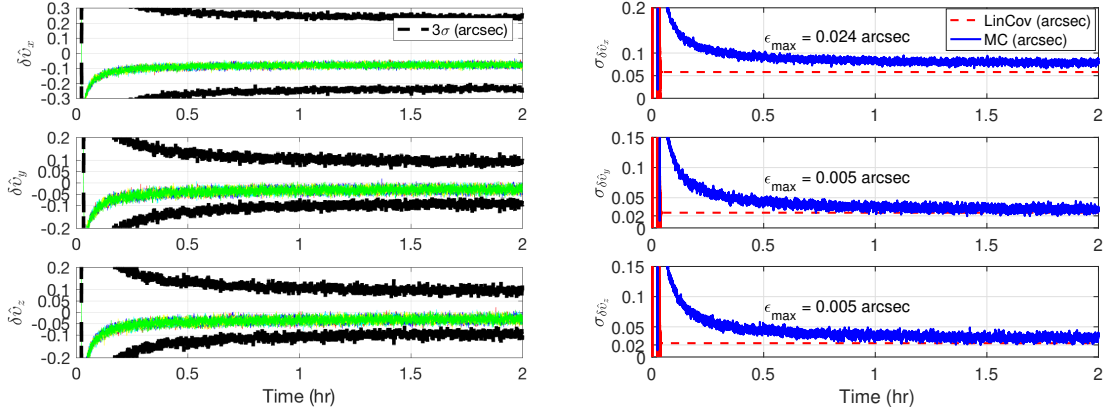 0.3
0.2
0.1
0
-0.1
-0.2
-0.3
δv̂x
3σ (arcsec)
0 0.5 1 1.5 2
0.2
0.1
0.05
0
-0.05
-0.1
-0.2
δv̂y
0 0.5 1 1.5 2
0.2
0.1
0.05
0
-0.05
-0.1
-0.2
δv̂z
0 0.5 1 1.5 2
Time (hr)
0.2
0.1
0.05
0
σδv̂x
ϵmax = 0.024 arcsec
LinCov (arcsec)
MC (arcsec)
0 0.5 1 1.5 2
0.15
0.1
0.05
0.02
0
σδv̂y
ϵmax = 0.005 arcsec
0 0.5 1 1.5 2
0.15
0.1
0.05
0.02
0
σδv̂z
ϵmax = 0.005 arcsec
0 0.5 1 1.5 2
Time (hr)